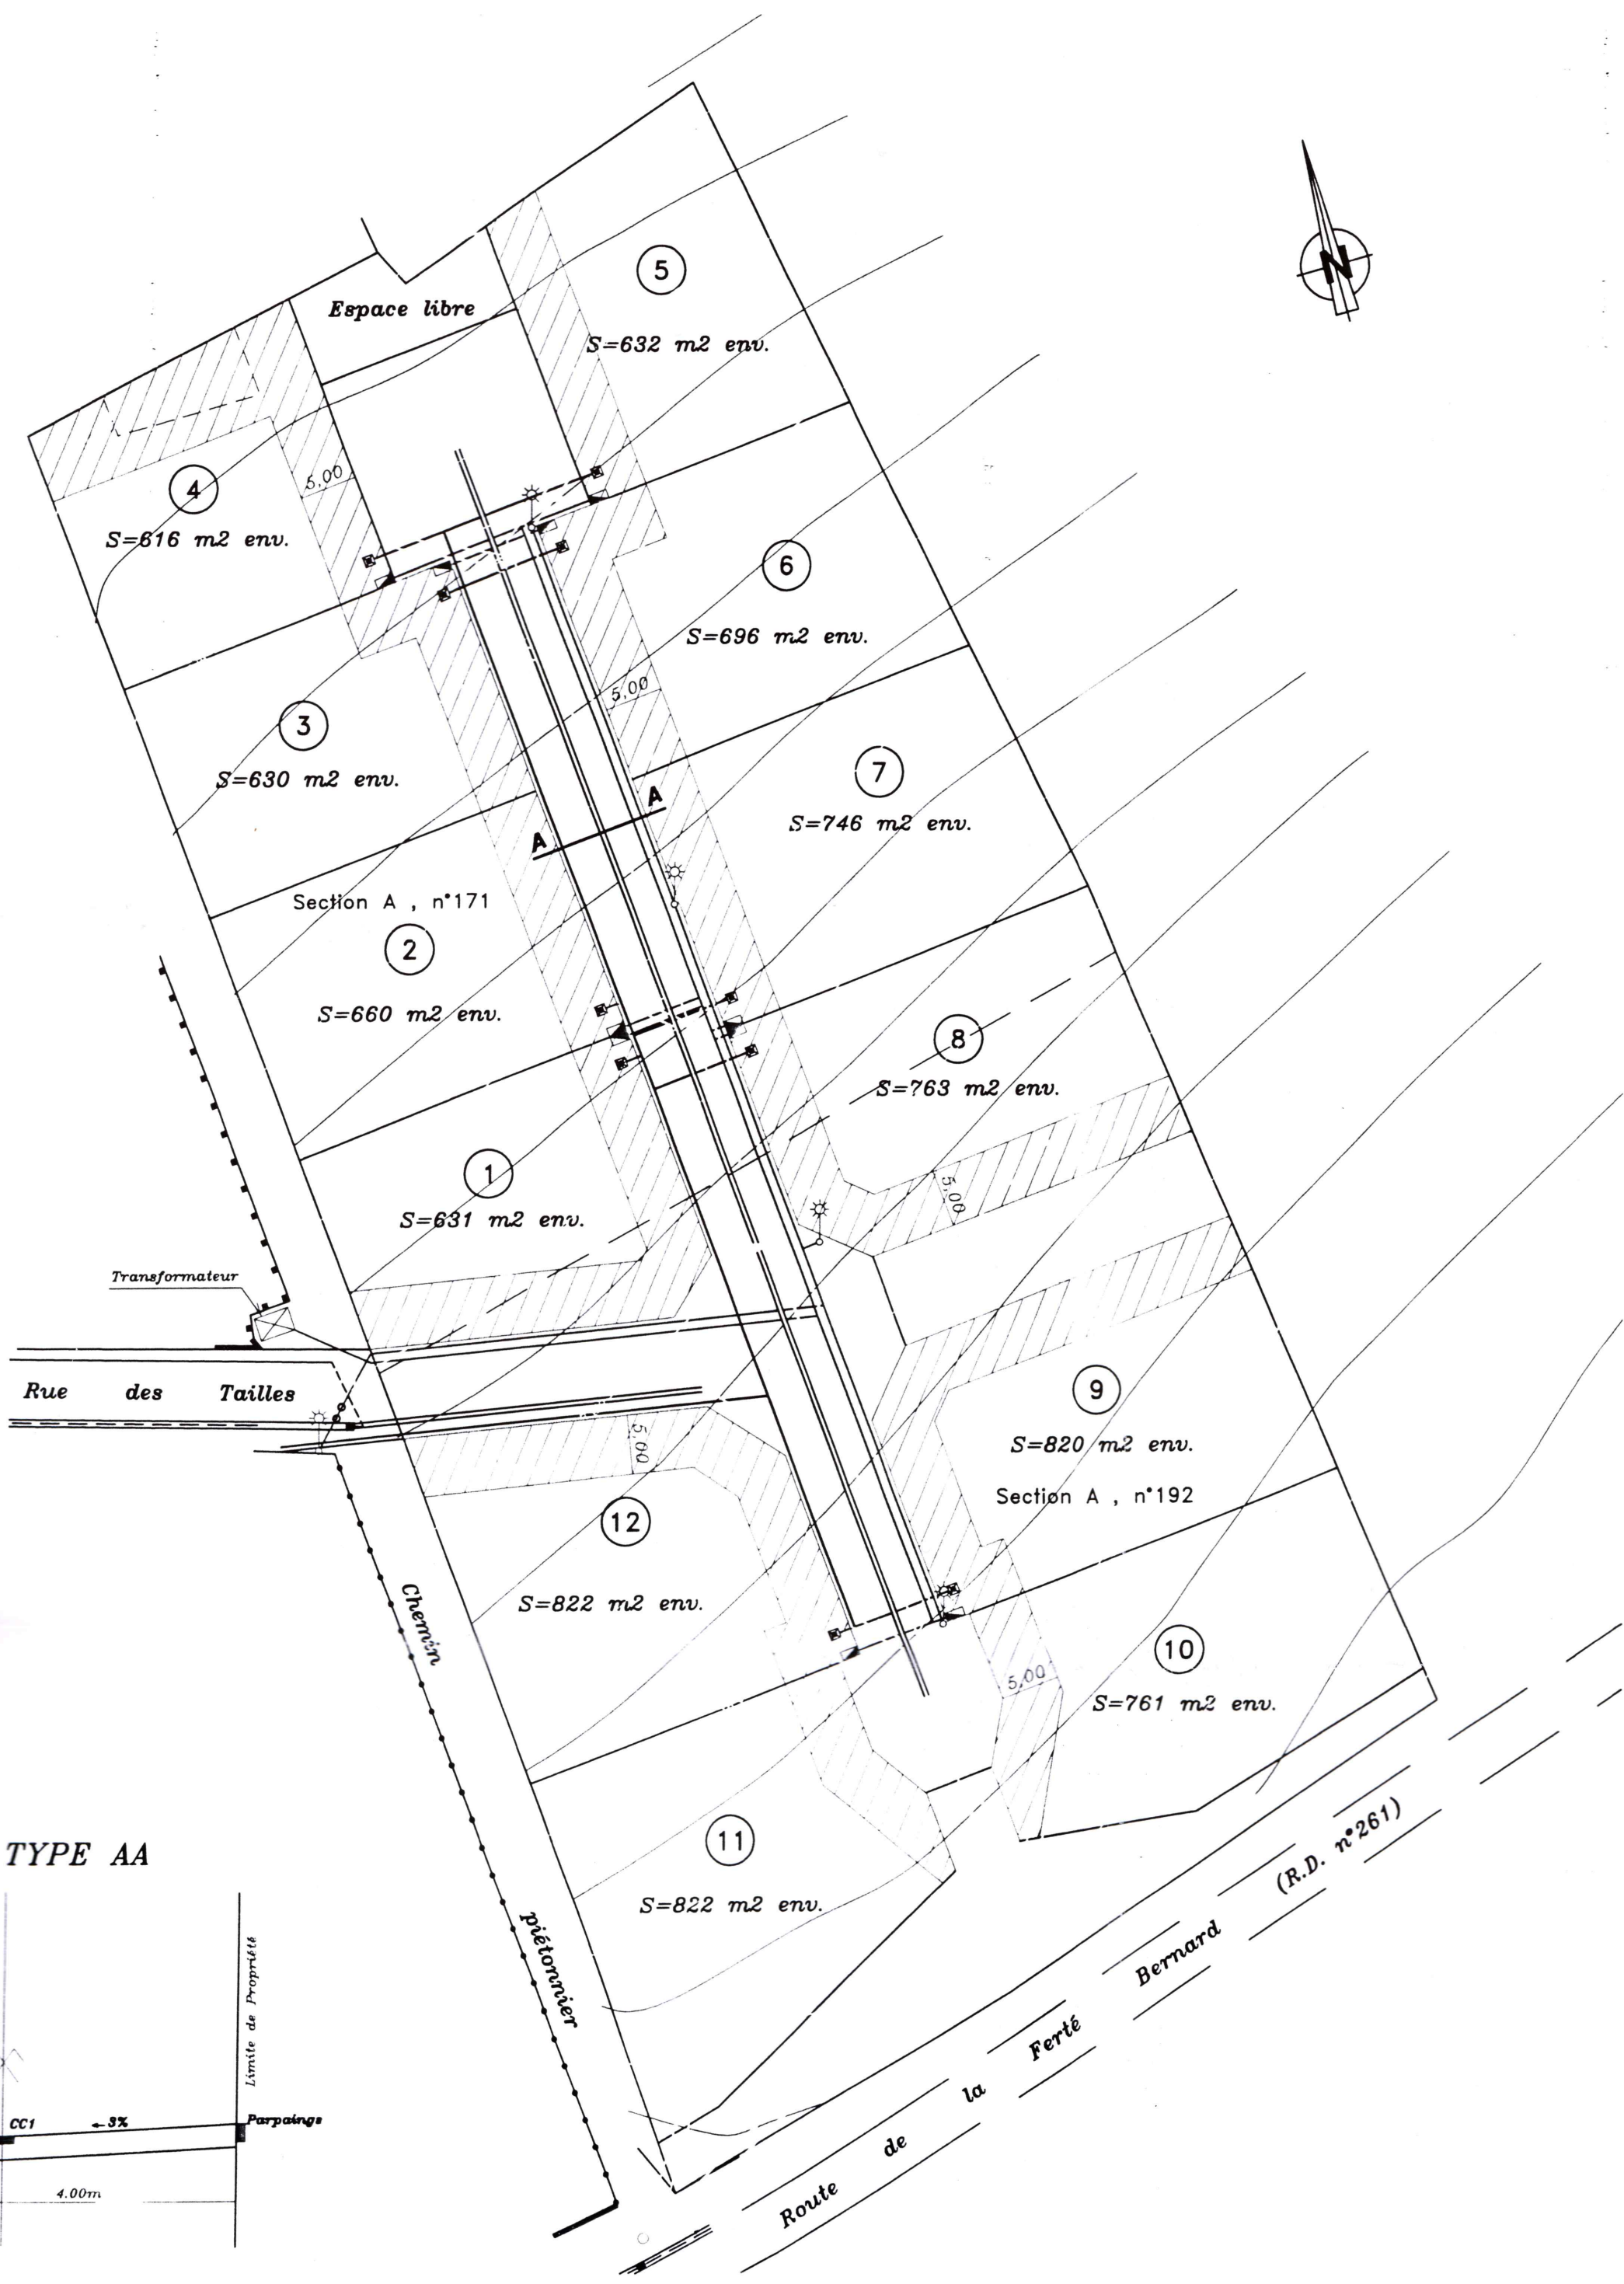 N
5
Espace libre
S=632 m2 env.
4
5,00
S=616 m2 env.
6
S=696 m2 env.
5,00
3
S=630 m2 env.
7
A
S=746 m2 env.
A
Section A , n°171
2
S=660 m2 env.
8
S=763 m2 env.
1
S=631 m2 env.
5,00
Transformateur
Rue des Tailles
9
S=820 m2 env.
5,00
Section A , n°192
12
S=822 m2 env.
Chemin piétonnier
10
5,00
S=761 m2 env.
11
S=822 m2 env.
Route de la Ferté Bernard (R.D. n°261)
TYPE AA
Limite de Propriété
CC1
←3%
Parpaings
4.00m